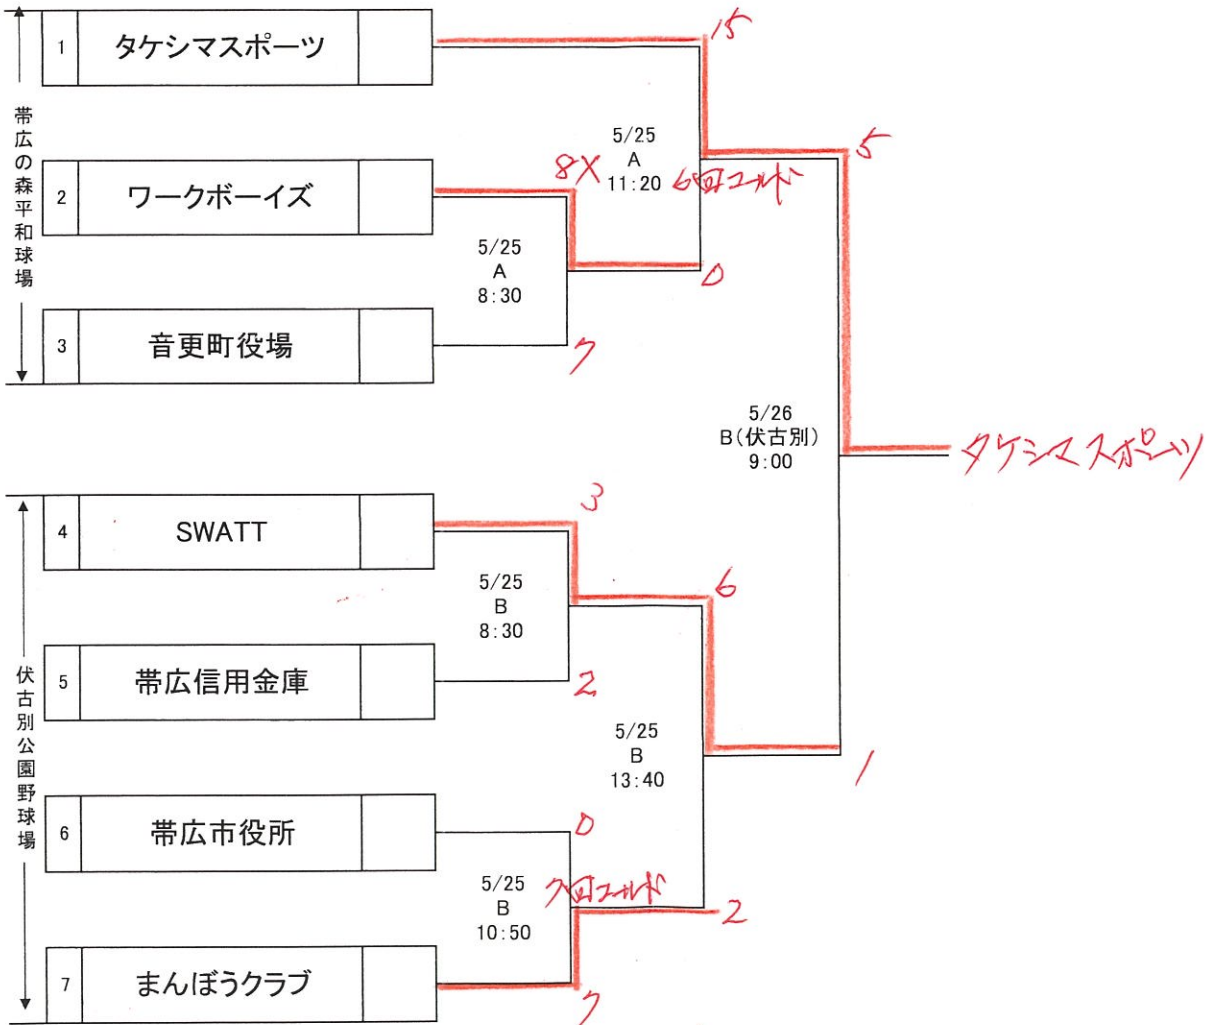 1 タケシマスポーツ
15
帯広の森平和球場
5/25
A
11:20
8X
6回コールド
5
2 ワークボーイズ
5/25
A
8:30
0
3 音更町役場
7
5/26
B(伏古別)
9:00
タケシマスポーツ
3
4 SWATT
5/25
B
8:30
6
伏古別公園野球場
5 帯広信用金庫
2
5/25
B
13:40
1
6 帯広市役所
0
5/25
B
10:50
7回コールド
2
7 まんぼうクラブ
7